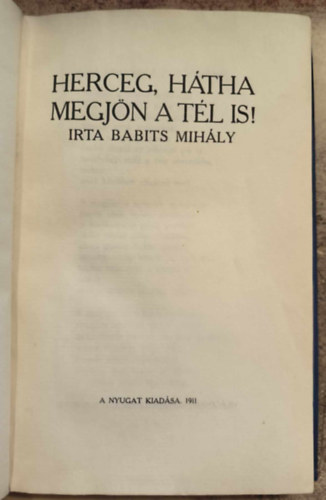 HERCEG, HÁTHA
MEGJÖN A TÉL IS!
IRTA BABITS MIHÁLY
A NYUGAT KIADÁSA. 1911